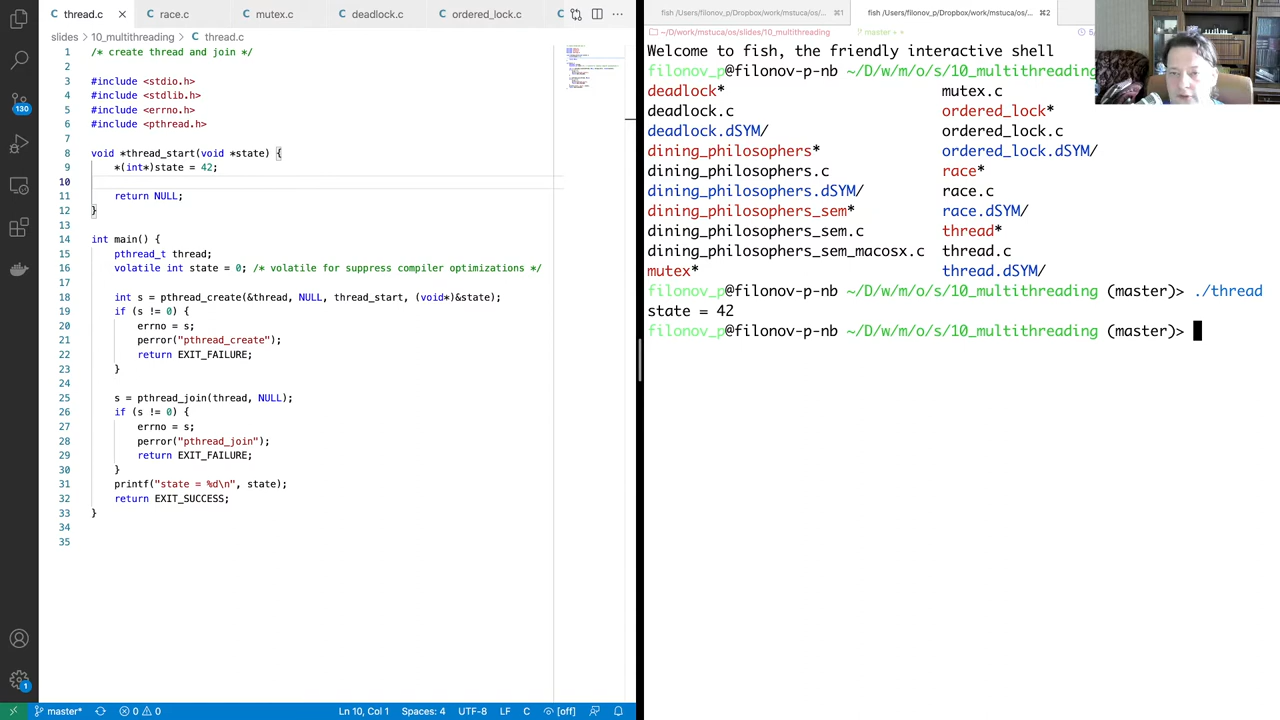 thread.c
race.c
mutex.c
deadlock.c
ordered_lock.c
slides > 10_multithreading > thread.c
1 /* create thread and join */
2
3 #include <stdio.h>
4 #include <stdlib.h>
5 #include <errno.h>
6 #include <pthread.h>
7
8 void *thread_start(void *state) {
9 *(int*)state = 42;
10
11 return NULL;
12 }
13
14 int main() {
15 pthread_t thread;
16 volatile int state = 0; /* volatile for suppress compiler optimizations */
17
18 int s = pthread_create(&thread, NULL, thread_start, (void*)&state);
19 if (s != 0) {
20 errno = s;
21 perror("pthread_create");
22 return EXIT_FAILURE;
23 }
24
25 s = pthread_join(thread, NULL);
26 if (s != 0) {
27 errno = s;
28 perror("pthread_join");
29 return EXIT_FAILURE;
30 }
31 printf("state = %d\n", state);
32 return EXIT_SUCCESS;
33 }
34
35
130
1
master* 0 0 Ln 10, Col 1 Spaces: 4 UTF-8 LF C [off]
fish /Users/filonov_p/Dropbox/work/mstuca/os/... ⌘1
fish /Users/filonov_p/Dropbox/work/mstuca/os/... ⌘2
~/D/work/mstuca/os/slides/10_multithreading master
Welcome to fish, the friendly interactive shell
filonov_p@filonov-p-nb ~/D/w/m/o/s/10_multithreading
deadlock* mutex.c
deadlock.c ordered_lock*
deadlock.dSYM/ ordered_lock.c
dining_philosophers* ordered_lock.dSYM/
dining_philosophers.c race*
dining_philosophers.dSYM/ race.c
dining_philosophers_sem* race.dSYM/
dining_philosophers_sem.c thread*
dining_philosophers_sem_macosx.c thread.c
mutex* thread.dSYM/
filonov_p@filonov-p-nb ~/D/w/m/o/s/10_multithreading (master)> ./thread
state = 42
filonov_p@filonov-p-nb ~/D/w/m/o/s/10_multithreading (master)>